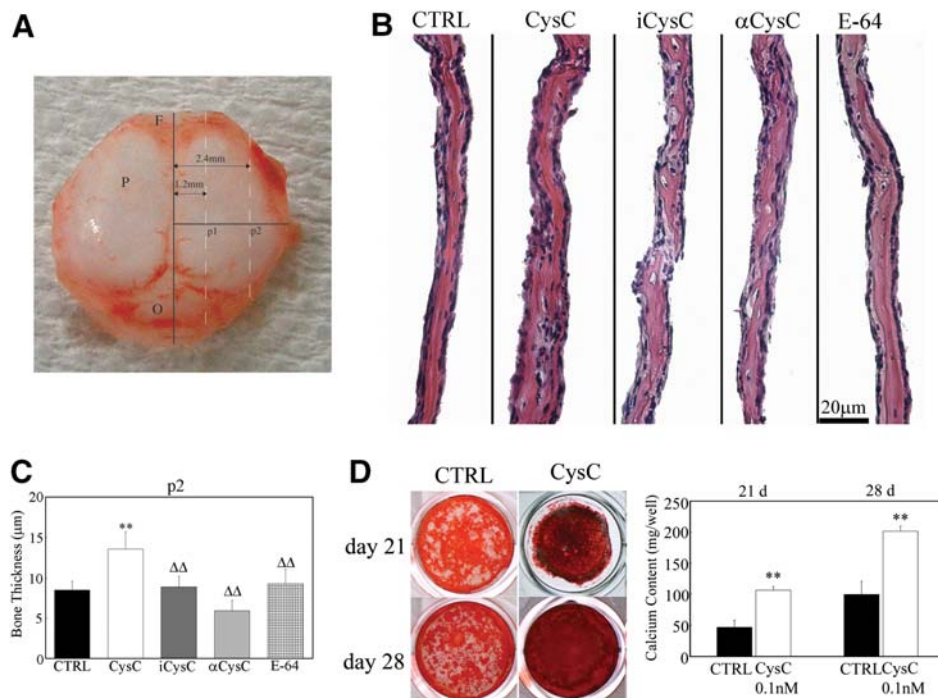 A
F
2.4mm
P
1.2mm
p1 p2
O
B
CTRL CysC iCysC αCysC E-64
20μm
C
p2
Bone Thickness (μm)
20
15
10
5
0
**
ΔΔ ΔΔ ΔΔ
CTRL CysC iCysC αCysC E-64
D
CTRL CysC
day 21
day 28
21 d 28 d
Calcium Content (mg/well)
250
200
150
100
50
0
** **
CTRL CysC CTRL CysC
0.1nM 0.1nM